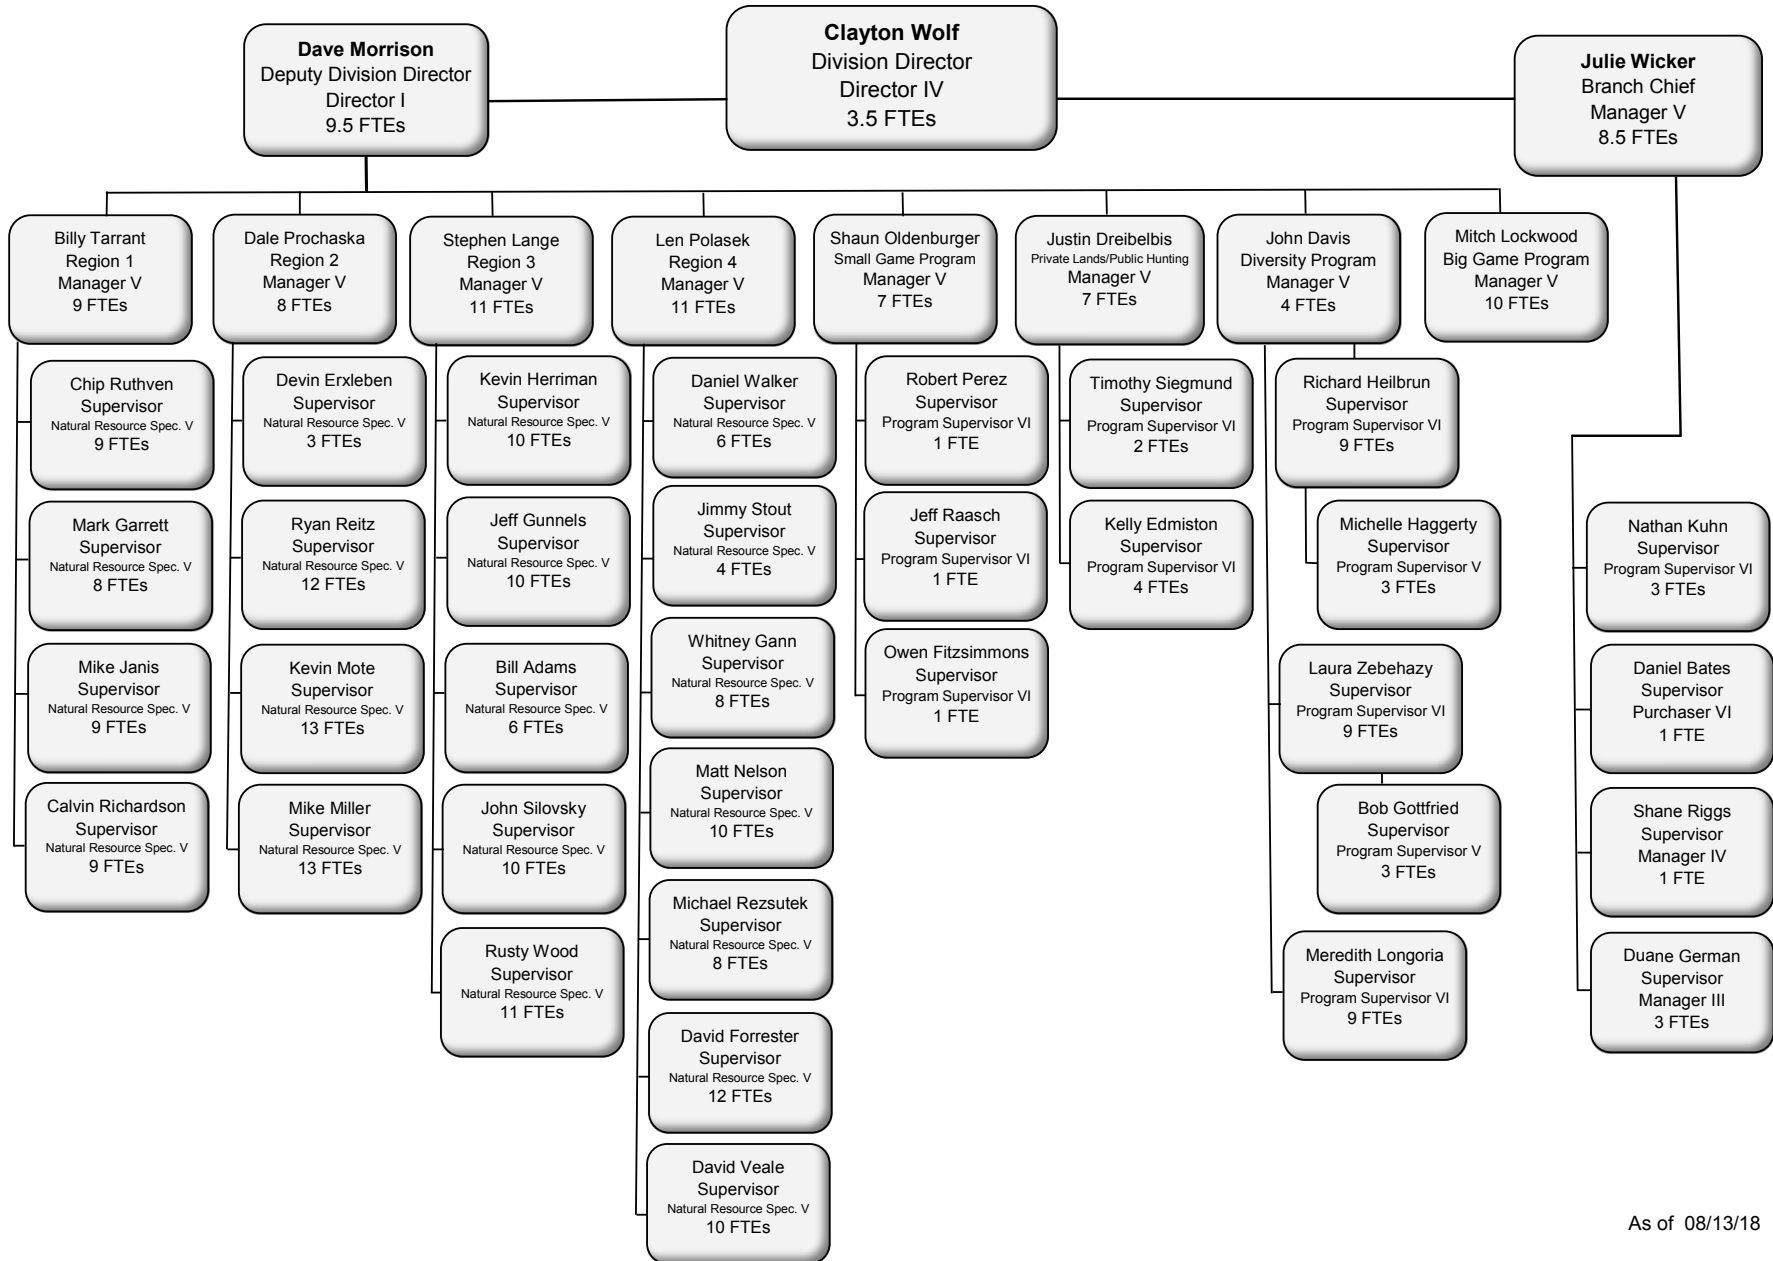 Dave Morrison
Deputy Division Director
Director I
9.5 FTEs
Clayton Wolf
Division Director
Director IV
3.5 FTEs
Julie Wicker
Branch Chief
Manager V
8.5 FTEs
Billy Tarrant
Region 1
Manager V
9 FTEs
Dale Prochaska
Region 2
Manager V
8 FTEs
Stephen Lange
Region 3
Manager V
11 FTEs
Len Polasek
Region 4
Manager V
11 FTEs
Shaun Oldenburger
Small Game Program
Manager V
7 FTEs
Justin Dreibelbis
Private Lands/Public Hunting
Manager V
7 FTEs
John Davis
Diversity Program
Manager V
4 FTEs
Mitch Lockwood
Big Game Program
Manager V
10 FTEs
Chip Ruthven
Supervisor
Natural Resource Spec. V
9 FTEs
Mark Garrett
Supervisor
Natural Resource Spec. V
8 FTEs
Mike Janis
Supervisor
Natural Resource Spec. V
9 FTEs
Calvin Richardson
Supervisor
Natural Resource Spec. V
9 FTEs
Devin Erxleben
Supervisor
Natural Resource Spec. V
3 FTEs
Ryan Reitz
Supervisor
Natural Resource Spec. V
12 FTEs
Kevin Mote
Supervisor
Natural Resource Spec. V
13 FTEs
Mike Miller
Supervisor
Natural Resource Spec. V
13 FTEs
Kevin Herriman
Supervisor
Natural Resource Spec. V
10 FTEs
Jeff Gunnels
Supervisor
Natural Resource Spec. V
10 FTEs
Bill Adams
Supervisor
Natural Resource Spec. V
6 FTEs
John Silovsky
Supervisor
Natural Resource Spec. V
10 FTEs
Rusty Wood
Supervisor
Natural Resource Spec. V
11 FTEs
Daniel Walker
Supervisor
Natural Resource Spec. V
6 FTEs
Jimmy Stout
Supervisor
Natural Resource Spec. V
4 FTEs
Whitney Gann
Supervisor
Natural Resource Spec. V
8 FTEs
Matt Nelson
Supervisor
Natural Resource Spec. V
10 FTEs
Michael Rezsutek
Supervisor
Natural Resource Spec. V
8 FTEs
David Forrester
Supervisor
Natural Resource Spec. V
12 FTEs
David Veale
Supervisor
Natural Resource Spec. V
10 FTEs
Robert Perez
Supervisor
Program Supervisor VI
1 FTE
Jeff Raasch
Supervisor
Program Supervisor VI
1 FTE
Owen Fitzsimmons
Supervisor
Program Supervisor VI
1 FTE
Timothy Siegmund
Supervisor
Program Supervisor VI
2 FTEs
Kelly Edmiston
Supervisor
Program Supervisor VI
4 FTEs
Richard Heilbrun
Supervisor
Program Supervisor VI
9 FTEs
Michelle Haggerty
Supervisor
Program Supervisor V
3 FTEs
Laura Zebehazy
Supervisor
Program Supervisor VI
9 FTEs
Bob Gottfried
Supervisor
Program Supervisor V
3 FTEs
Meredith Longoria
Supervisor
Program Supervisor VI
9 FTEs
Nathan Kuhn
Supervisor
Program Supervisor VI
3 FTEs
Daniel Bates
Supervisor
Purchaser VI
1 FTE
Shane Riggs
Supervisor
Manager IV
1 FTE
Duane German
Supervisor
Manager III
3 FTEs
As of 08/13/18